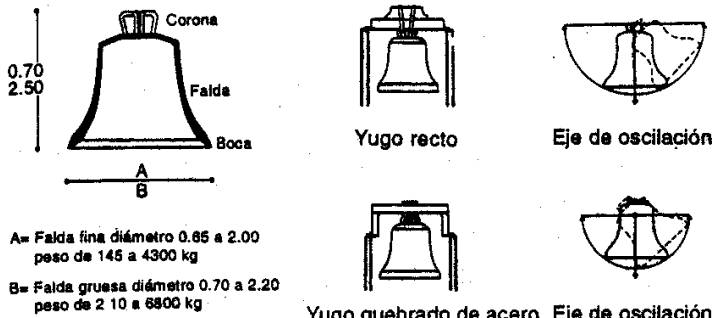 Corona
0.70
2.50
Falda
Boca
A
B
A= Falda fina diámetro 0.65 a 2.00
peso de 145 a 4300 kg
B= Falda gruesa diámetro 0.70 a 2.20
peso de 2 10 a 6800 kg
Yugo recto
Eje de oscilación
Yugo quebrado de acero
Eje de oscilación